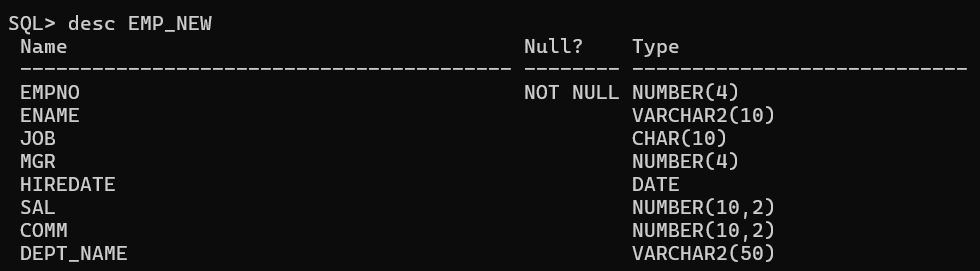 SQL> desc EMP_NEW
Name Null? Type
----------------------------------------- -------- ----------------------------
EMPNO NOT NULL NUMBER(4)
ENAME VARCHAR2(10)
JOB CHAR(10)
MGR NUMBER(4)
HIREDATE DATE
SAL NUMBER(10,2)
COMM NUMBER(10,2)
DEPT_NAME VARCHAR2(50)